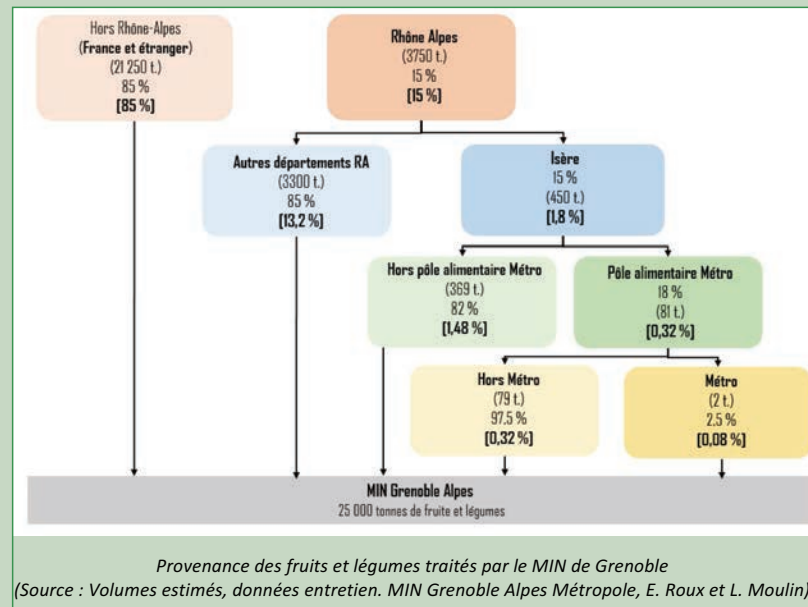 Hors Rhône-Alpes
(France et étranger)
(21 250 t.)
85 %
[85 %]
Rhône Alpes
(3750 t.)
15 %
[15 %]
Autres départements RA
(3300 t.)
85 %
[13,2 %]
Isère
15 %
(450 t.)
[1,8 %]
Hors pôle alimentaire Métro
(369 t.)
82 %
[1,48 %]
Pôle alimentaire Métro
18 %
(81 t.)
[0,32 %]
Hors Métro
(79 t.)
97.5 %
[0,32 %]
Métro
(2 t.)
2,5 %
[0,08 %]
MIN Grenoble Alpes
25 000 tonnes de fruite et légumes
Provenance des fruits et légumes traités par le MIN de Grenoble
(Source : Volumes estimés, données entretien. MIN Grenoble Alpes Métropole, E. Roux et L. Moulin)